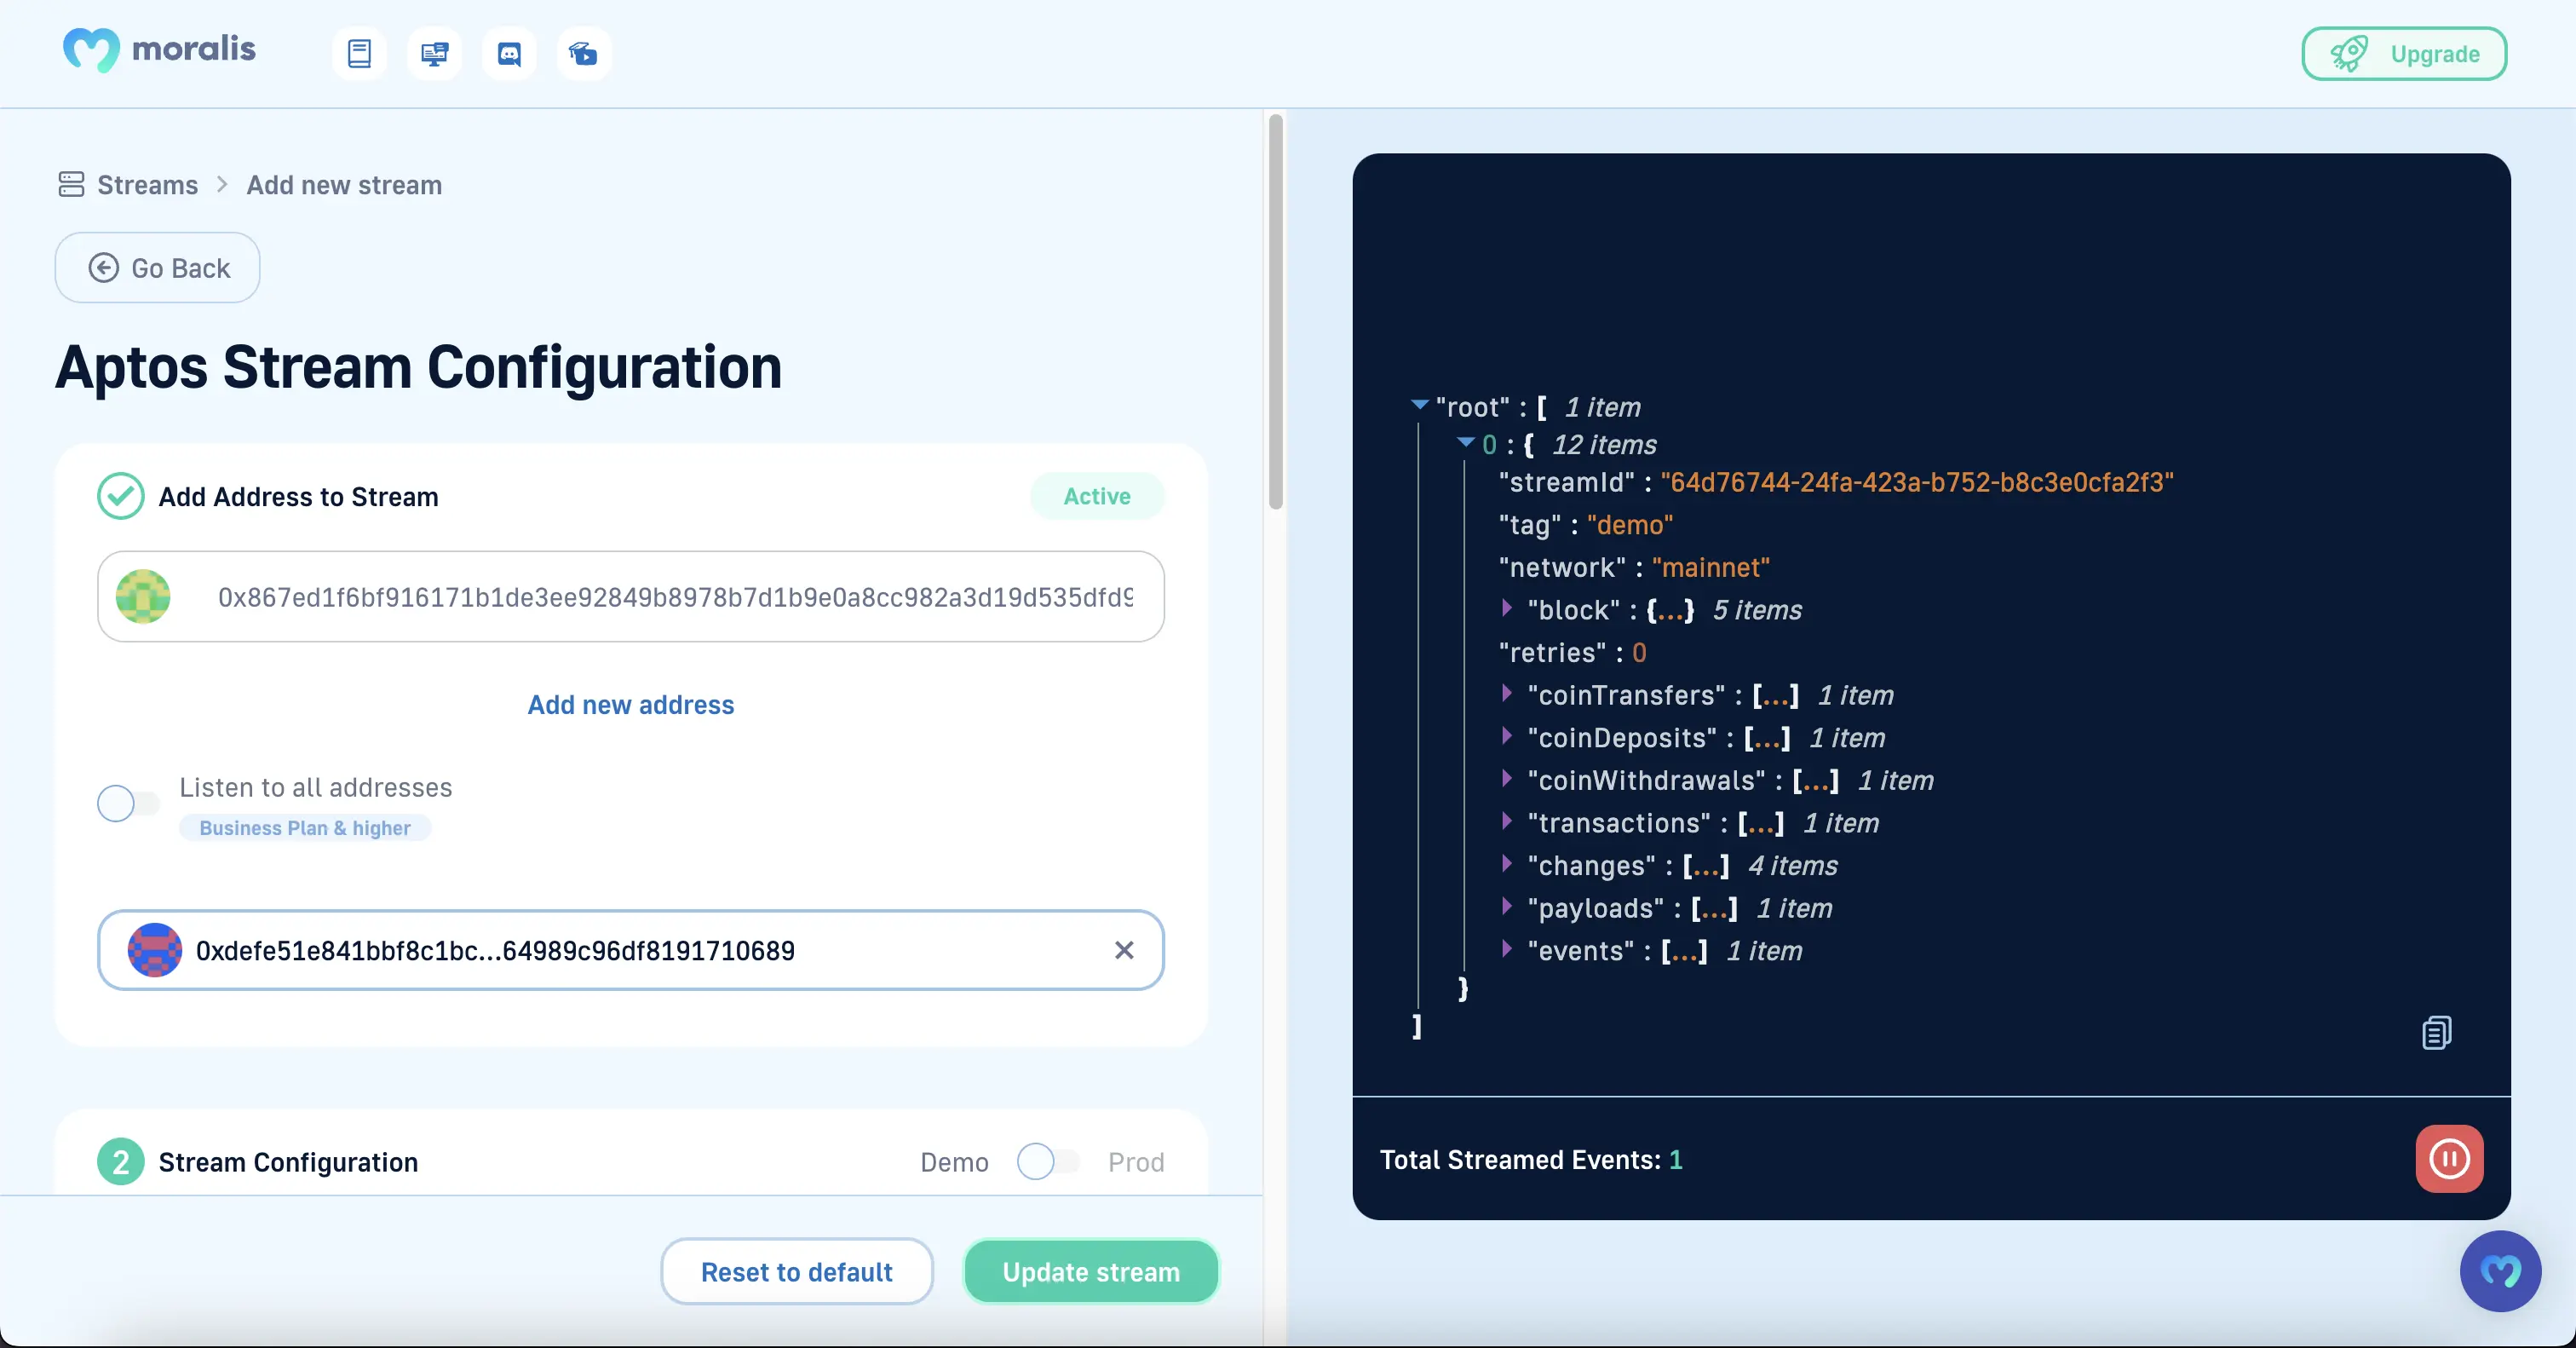 moralis
Upgrade
Streams > Add new stream
Go Back
Aptos Stream Configuration
Add Address to Stream
Active
0x867ed1f6bf916171b1de3ee92849b8978b7d1b9e0a8cc982a3d19d535dfd9
Add new address
Listen to all addresses
Business Plan & higher
0xdefe51e841bbf8c1bc...64989c96df8191710689
2 Stream Configuration
Demo
Prod
Reset to default
Update stream
"root" : [ 1 item
0 : { 12 items
"streamId" : "64d76744-24fa-423a-b752-b8c3e0cfa2f3"
"tag" : "demo"
"network" : "mainnet"
"block" : {...} 5 items
"retries" : 0
"coinTransfers" : [...] 1 item
"coinDeposits" : [...] 1 item
"coinWithdrawals" : [...] 1 item
"transactions" : [...] 1 item
"changes" : [...] 4 items
"payloads" : [...] 1 item
"events" : [...] 1 item
}
]
Total Streamed Events: 1